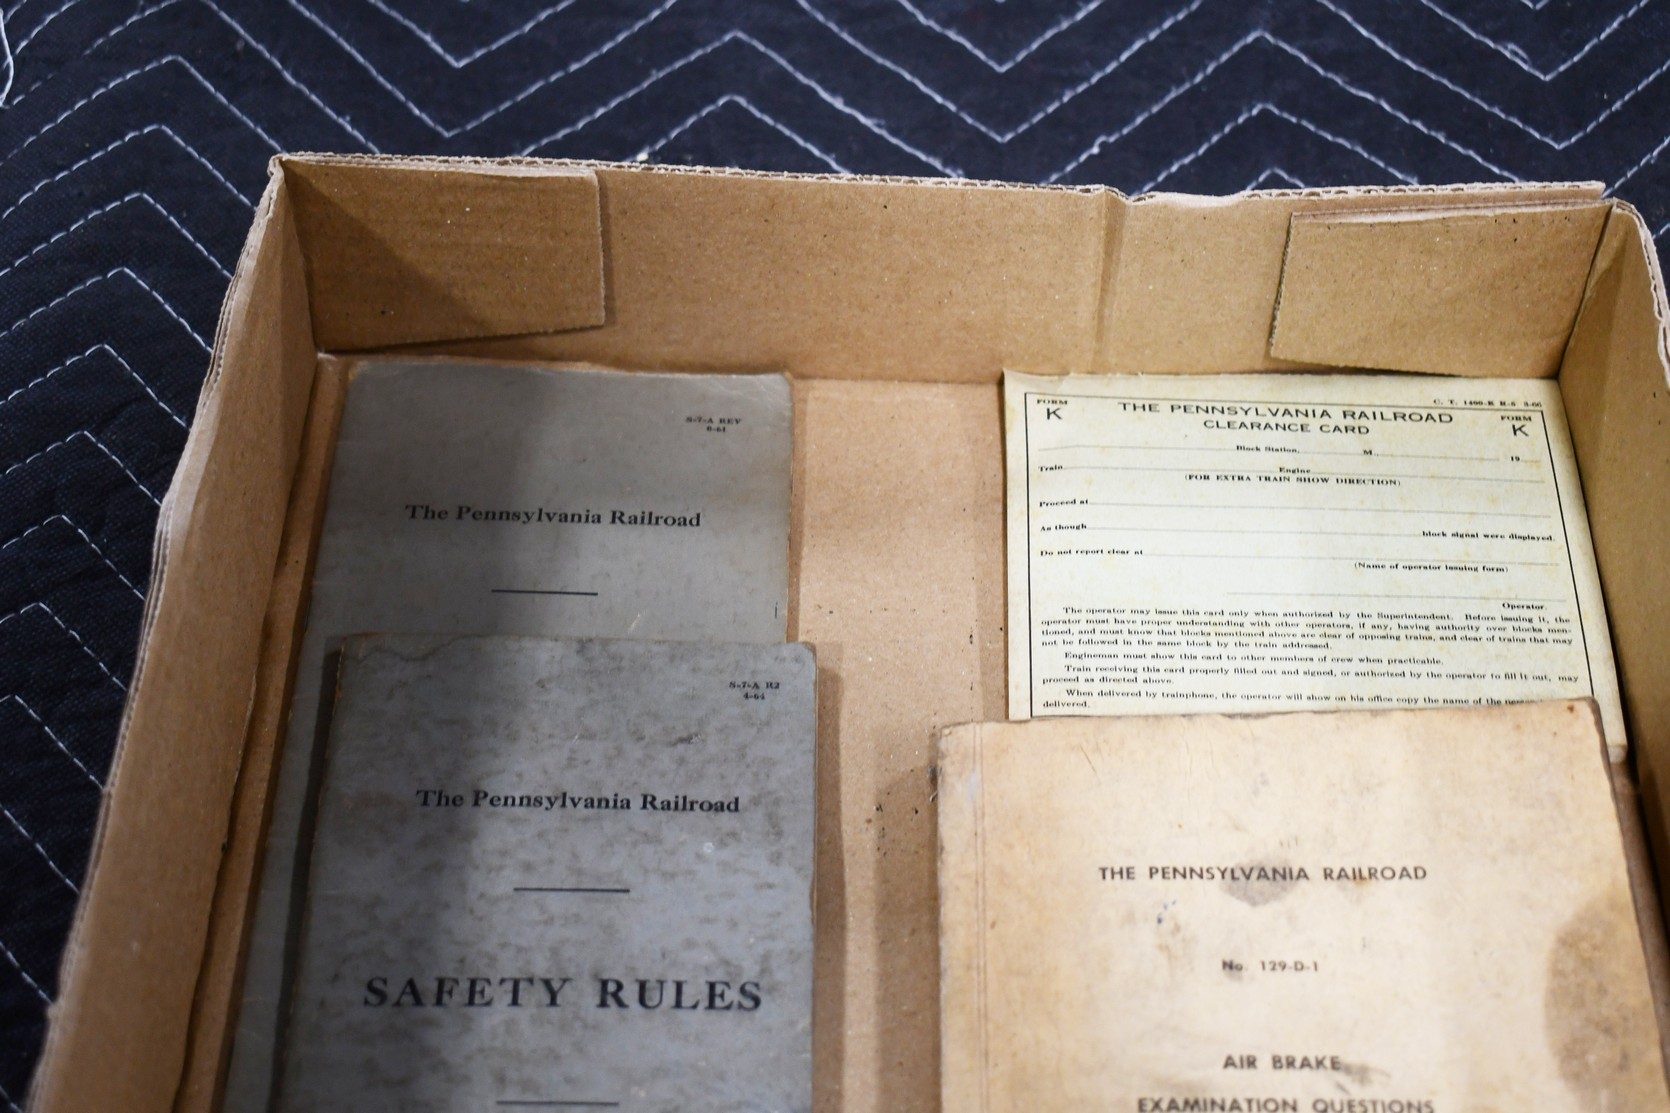 S-7-A REV
6-61
The Pennsylvania Railroad
S-7-A R2
4-64
The Pennsylvania Railroad
SAFETY RULES
C. T. 1400-K R-5 3-60
FORM
K
FORM
K
THE PENNSYLVANIA RAILROAD
CLEARANCE CARD
Block Station, M. 19
Train Engine
(FOR EXTRA TRAIN SHOW DIRECTION)
Proceed at
As though block signal were displayed.
Do not report clear at
(Name of operator issuing form)
Operator.
The operator may issue this card only when authorized by the Superintendent. Before issuing it, the
operator must have proper understanding with other operators, if any, having authority over blocks men-
tioned, and must know that blocks mentioned above are clear of opposing trains, and clear of trains that may
not be followed in the same block by the train addressed.
Engineman must show this card to other members of crew when practicable.
Train receiving this card properly filled out and signed, or authorized by the operator to fill it out, may
proceed as directed above.
When delivered by trainphone, the operator will show on his office copy the name of the
delivered.
THE PENNSYLVANIA RAILROAD
No. 129-D-1
AIR BRAKE
EXAMINATION QUESTIONS